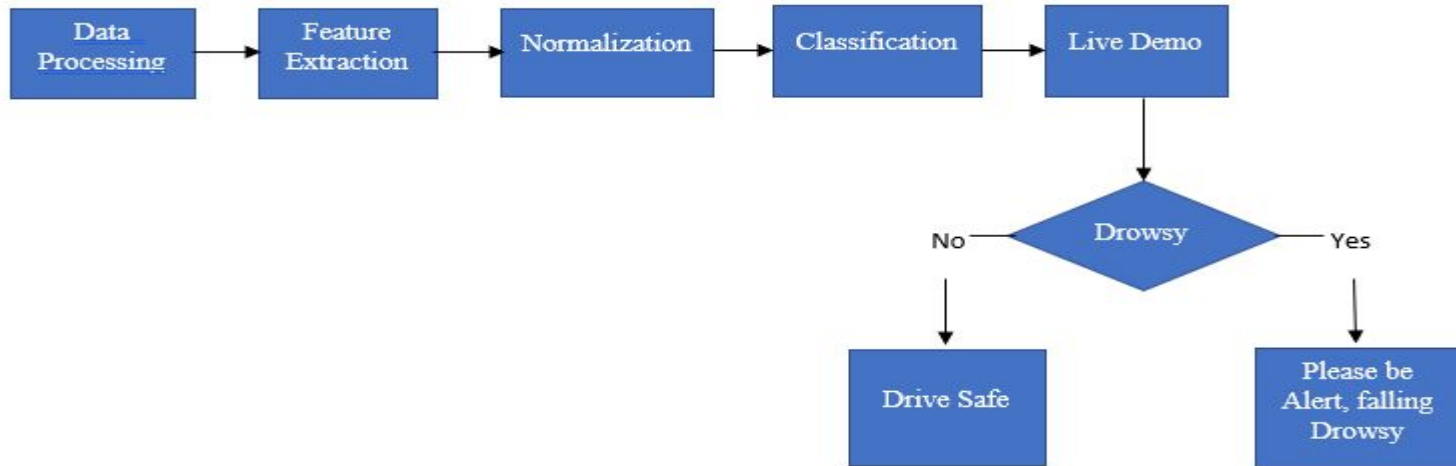 Data
Processing
Feature
Extraction
Normalization
Classification
Live Demo
Drowsy
No
Yes
Drive Safe
Please be
Alert, falling
Drowsy